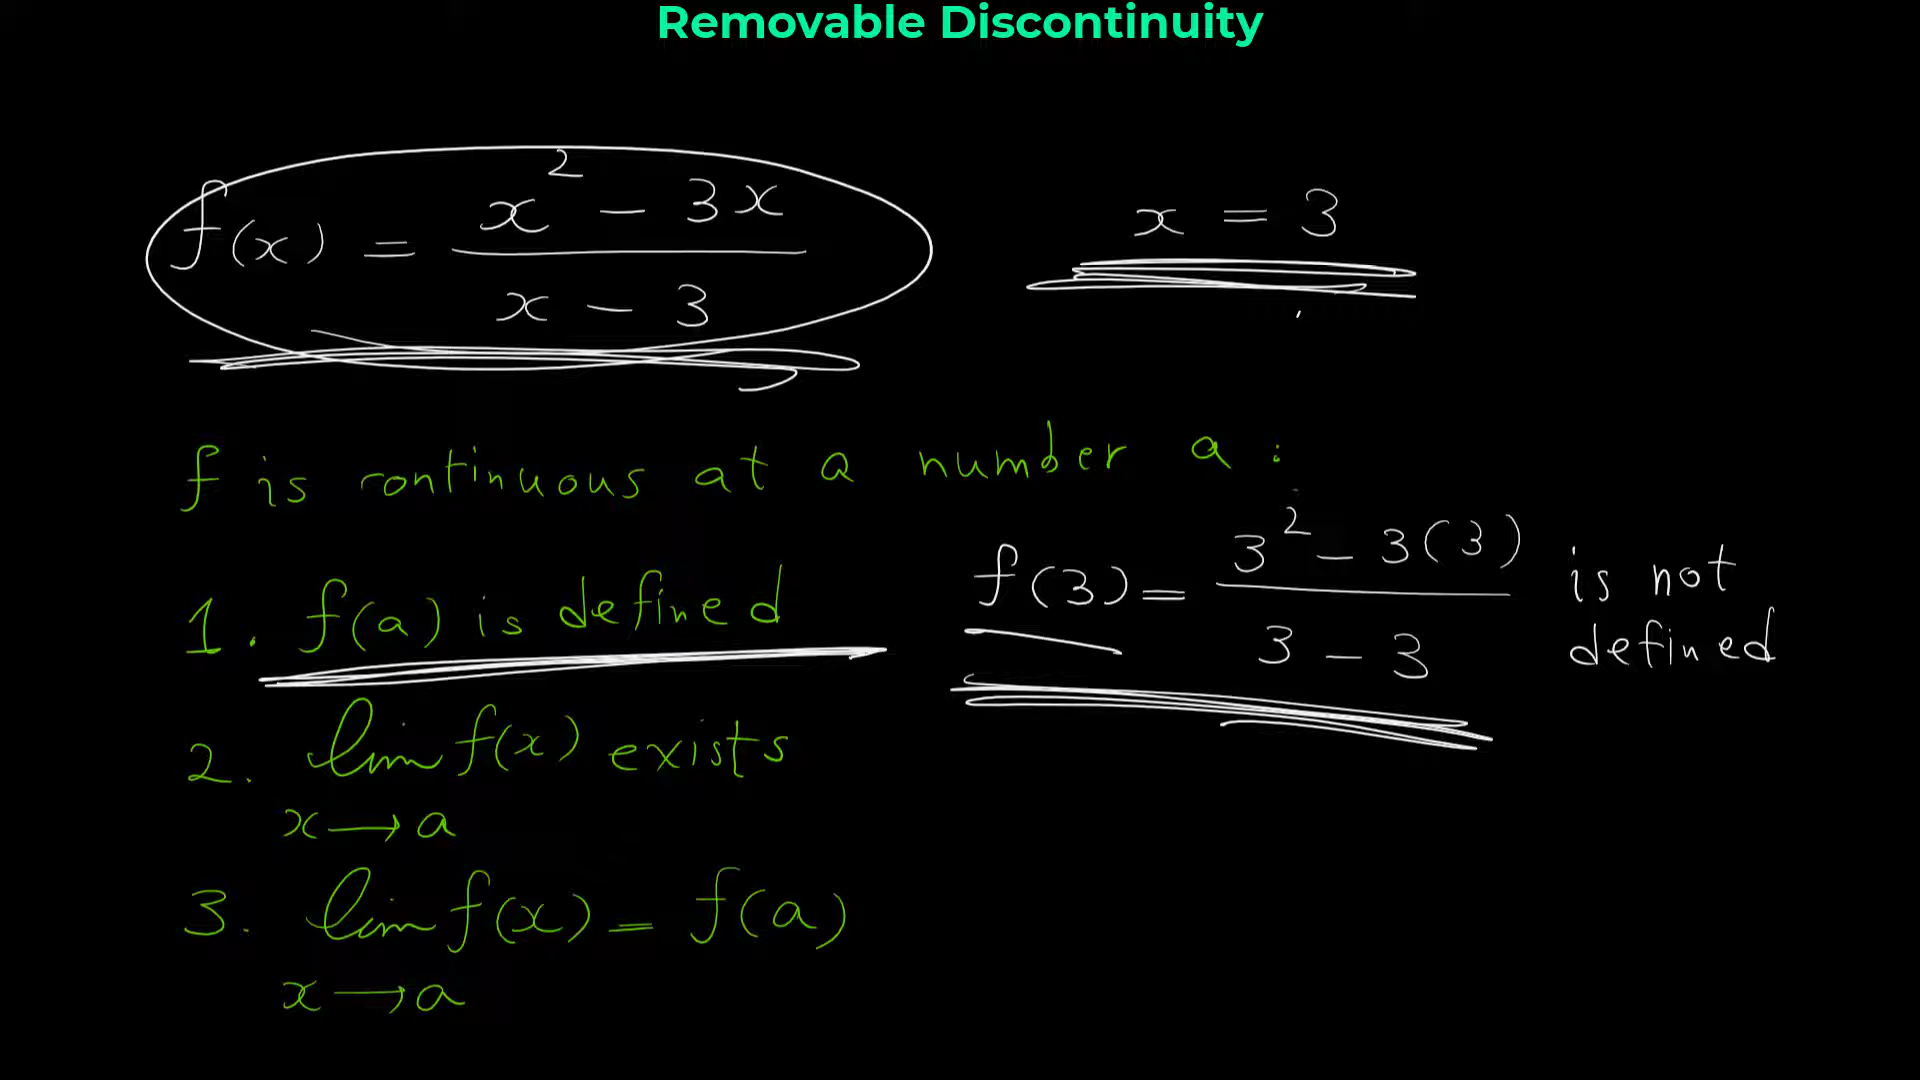 Removable Discontinuity
f(x) = (x² - 3x)/(x - 3)
x = 3
f is continuous at a number a :
1. f(a) is defined
f(3) = (3² - 3(3))/(3 - 3) is not defined
2. lim f(x) exists
x → a
3. lim f(x) = f(a)
x → a